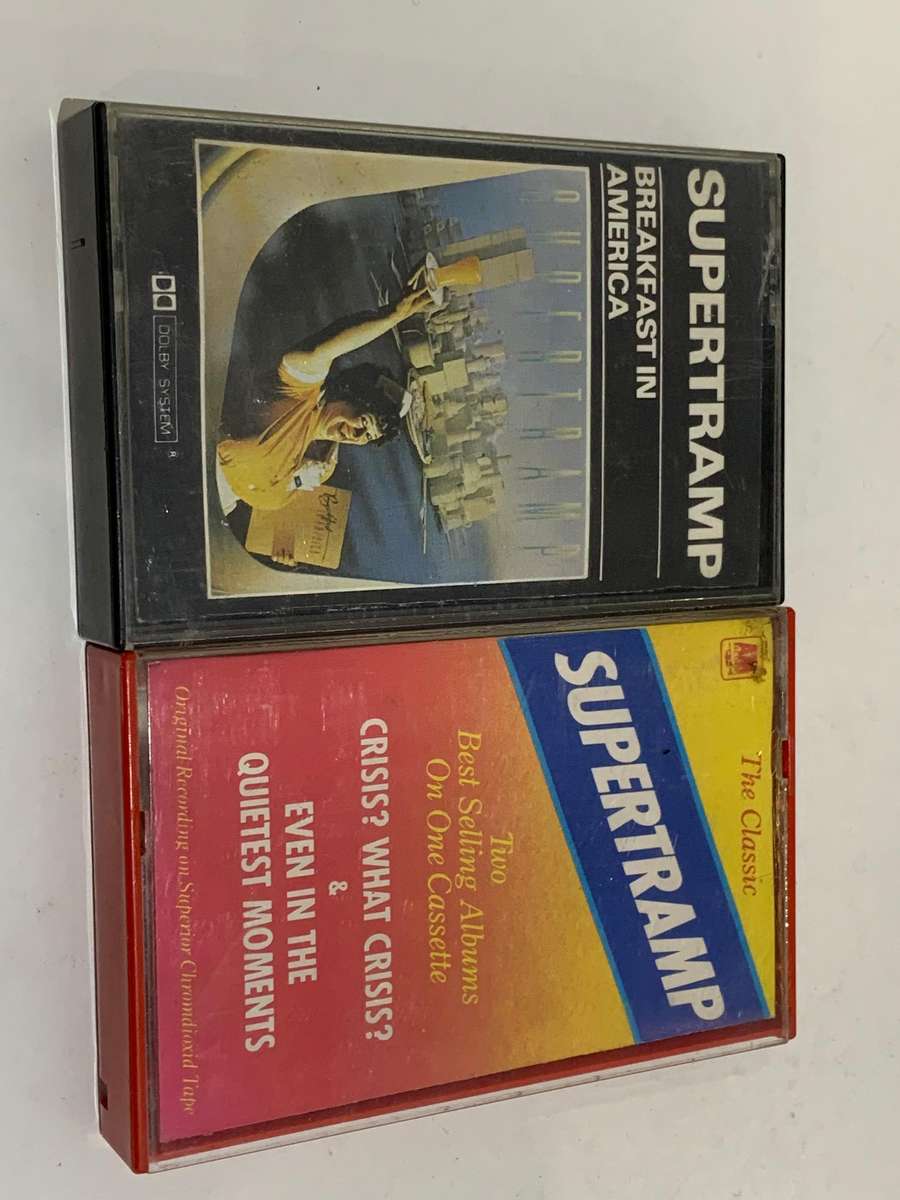 SUPERTRAMP
BREAKFAST IN
AMERICA
SUPERTRAMP
DOLBY SYSTEM
R
A&M
The Classic
SUPERTRAMP
Two
Best Selling Albums
On One Cassette
CRISIS? WHAT CRISIS?
&
EVEN IN THE
QUIETEST MOMENTS
Original Recording on Superior Chromdioxid Tape